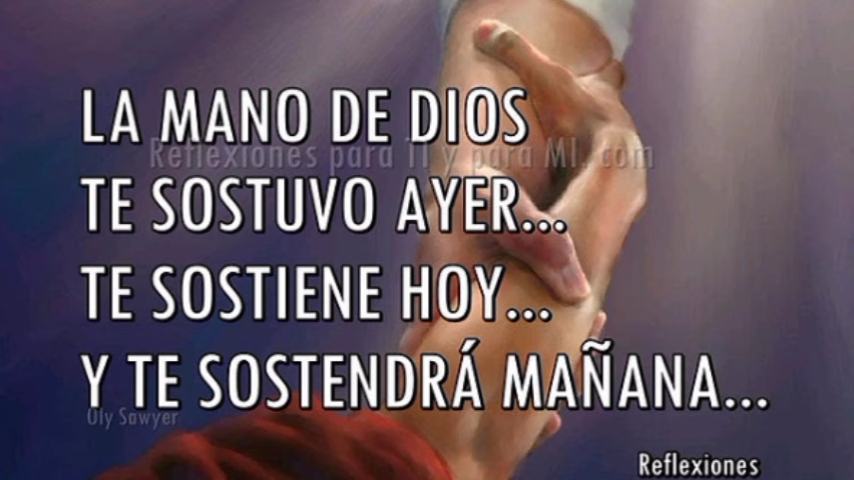 LA MANO DE DIOS
Reflexiones para TI y para MI. com
TE SOSTUVO AYER...
TE SOSTIENE HOY...
Y TE SOSTENDRÁ MAÑANA...
Oly Sawyer
Reflexiones